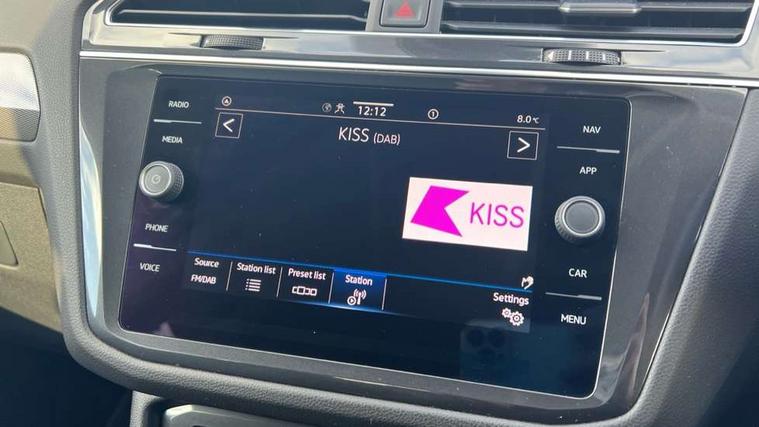 RADIO
MEDIA
PHONE
VOICE
12:12
8.0°C
KISS (DAB)
<
>
KISS
Source
FM/DAB
Station list
Preset list
Station
Settings
NAV
APP
CAR
MENU